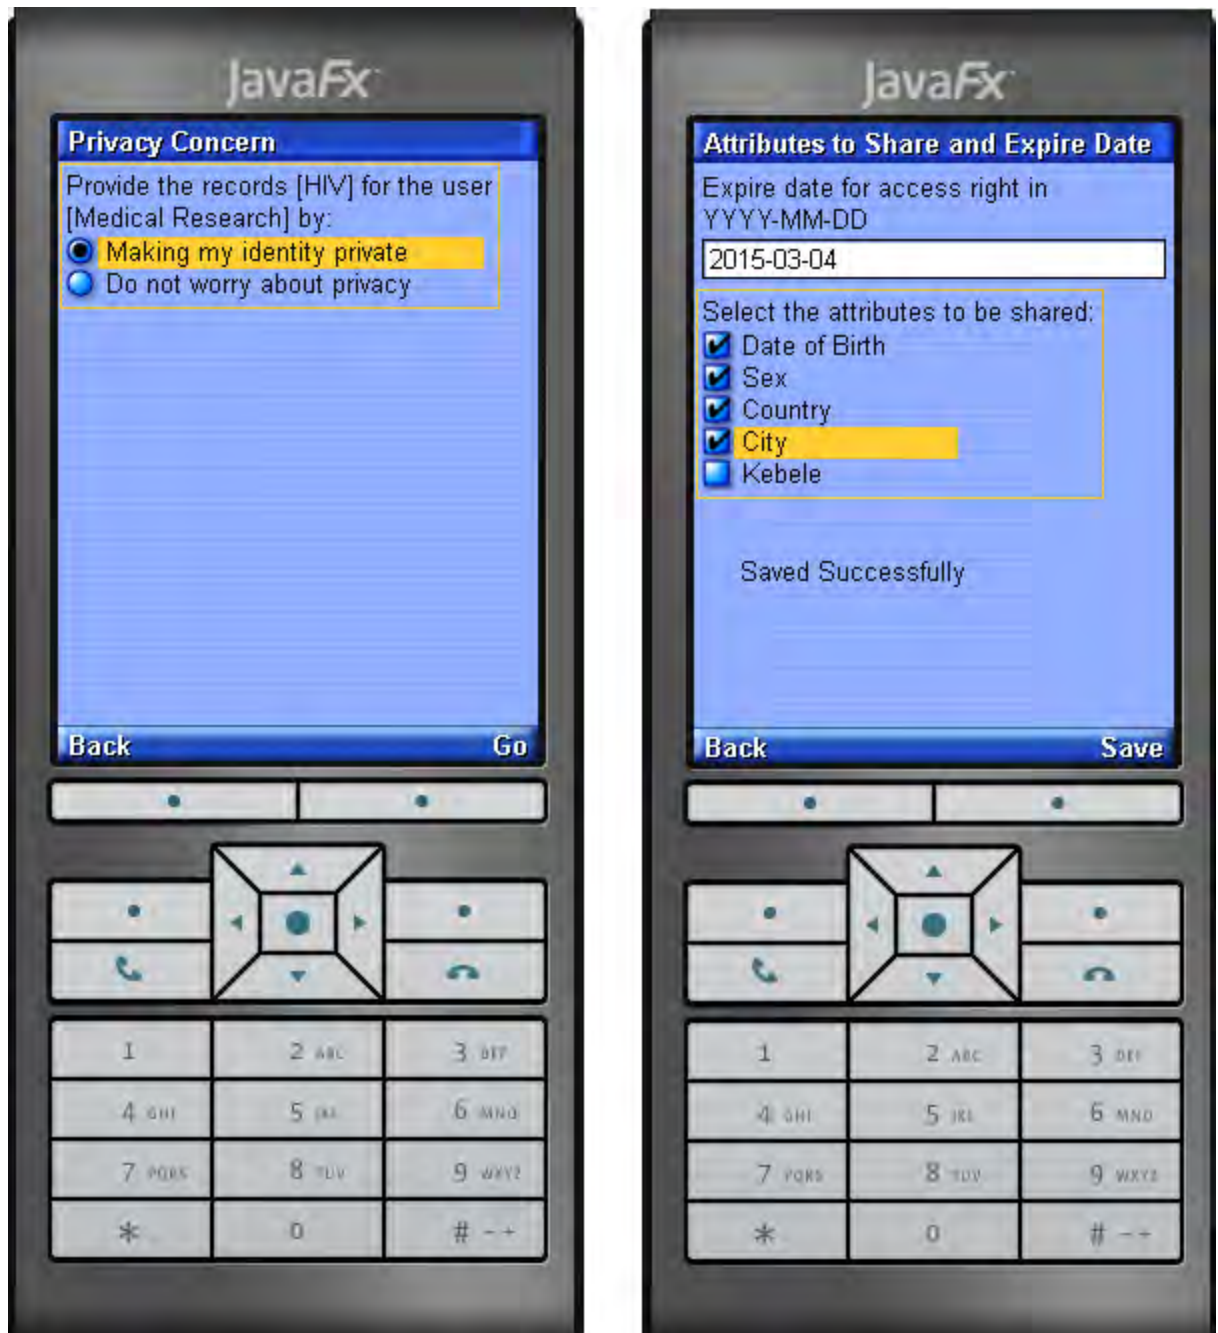 JavaFX
Privacy Concern
Provide the records [HIV] for the user
[Medical Research] by:
Making my identity private
Do not worry about privacy
Back Go
1 2 ABC 3 DEF
4 GHI 5 JKL 6 MNO
7 PQRS 8 TUV 9 WXYZ
* 0 # - +
JavaFX
Attributes to Share and Expire Date
Expire date for access right in
YYYY-MM-DD
2015-03-04
Select the attributes to be shared:
Date of Birth
Sex
Country
City
Kebele
Saved Successfully
Back Save
1 2 ABC 3 DEF
4 GHI 5 JKL 6 MNO
7 PQRS 8 TUV 9 WXYZ
* 0 # - +